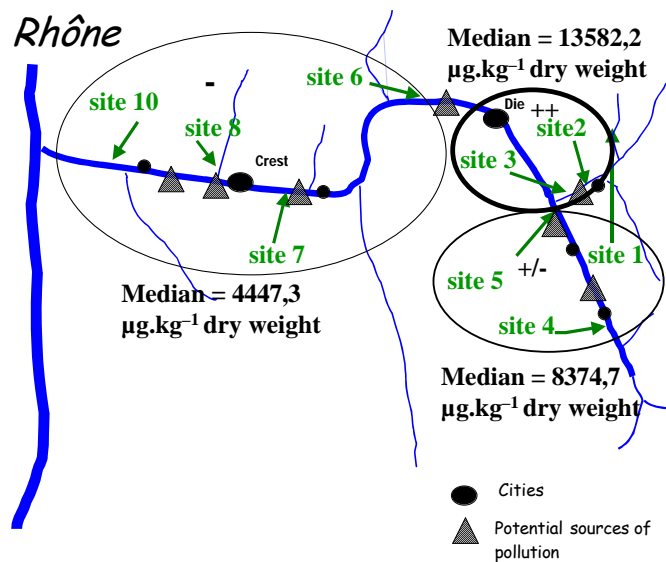 Rhône
Median = 13582,2
µg.kg–1 dry weight
site 6
-
site 10
Die
++
site2
site 8
site 3
Crest
site 7
site 5
+/-
site 1
Median = 4447,3
µg.kg–1 dry weight
site 4
Median = 8374,7
µg.kg–1 dry weight
Cities
Potential sources of
pollution